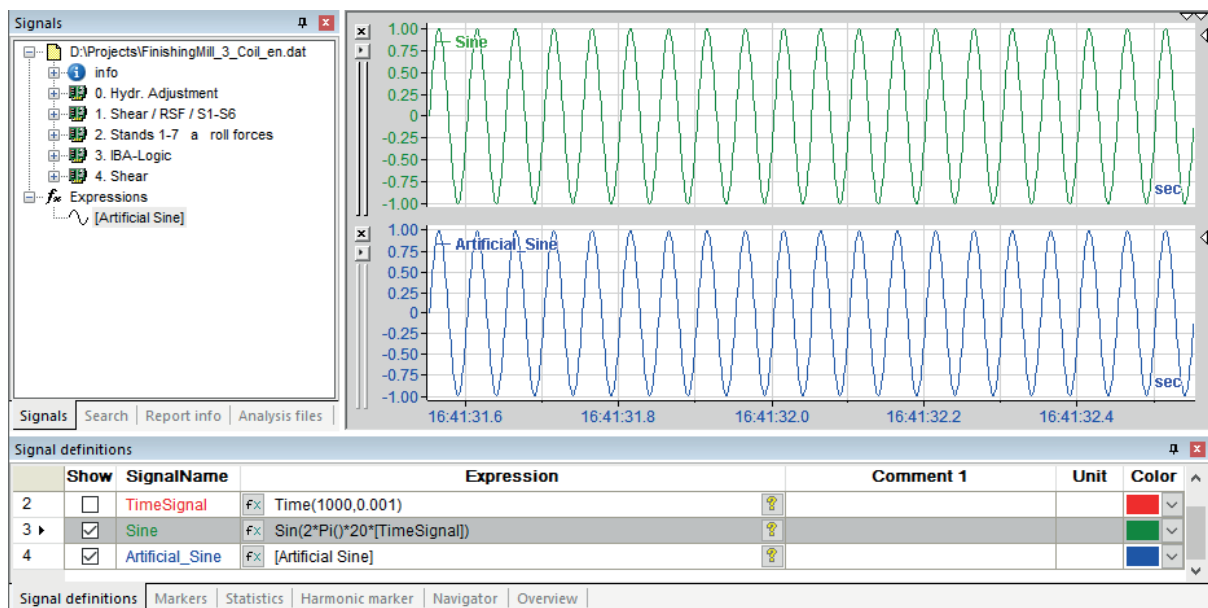 Signals
D:\Projects\FinishingMill_3_Coil_en.dat
info
0. Hydr. Adjustment
1. Shear / RSF / S1-S6
2. Stands 1-7 a roll forces
3. IBA-Logic
4. Shear
fx Expressions
[Artificial Sine]
Signals Search Report info Analysis files
1.00
0.75
0.50
0.25
0
-0.25
-0.50
-0.75
-1.00
Sine
sec
1.00
0.75
0.50
0.25
0
-0.25
-0.50
-0.75
-1.00
Artificial_Sine
sec
16:41:31.6 16:41:31.8 16:41:32.0 16:41:32.2 16:41:32.4
Signal definitions
Show SignalName Expression Comment 1 Unit Color
2 TimeSignal fx Time(1000,0.001) ?
3 Sine fx Sin(2*Pi()*20*[TimeSignal]) ?
4 Artificial_Sine fx [Artificial Sine] ?
Signal definitions Markers Statistics Harmonic marker Navigator Overview